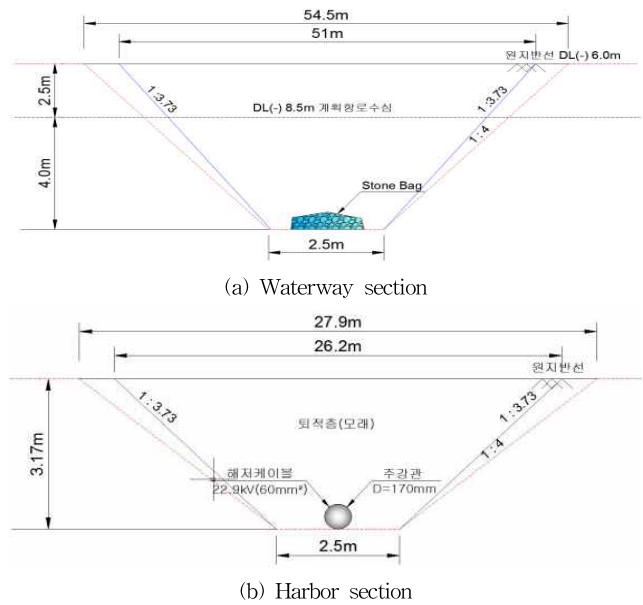 54.5m
51m
원지반선 DL(-) 6.0m
2.5m
1:3.73
1:3.73
DL(-) 8.5m 계획항로수심
1:4
4.0m
Stone Bag
2.5m
(a) Waterway section
27.9m
26.2m
원지반선
1 : 3.73
1 : 3.73
퇴적층(모래)
1 : 4
3.17m
해저케이블
22.9kV(60mm²)
주강관
D=170mm
2.5m
(b) Harbor section